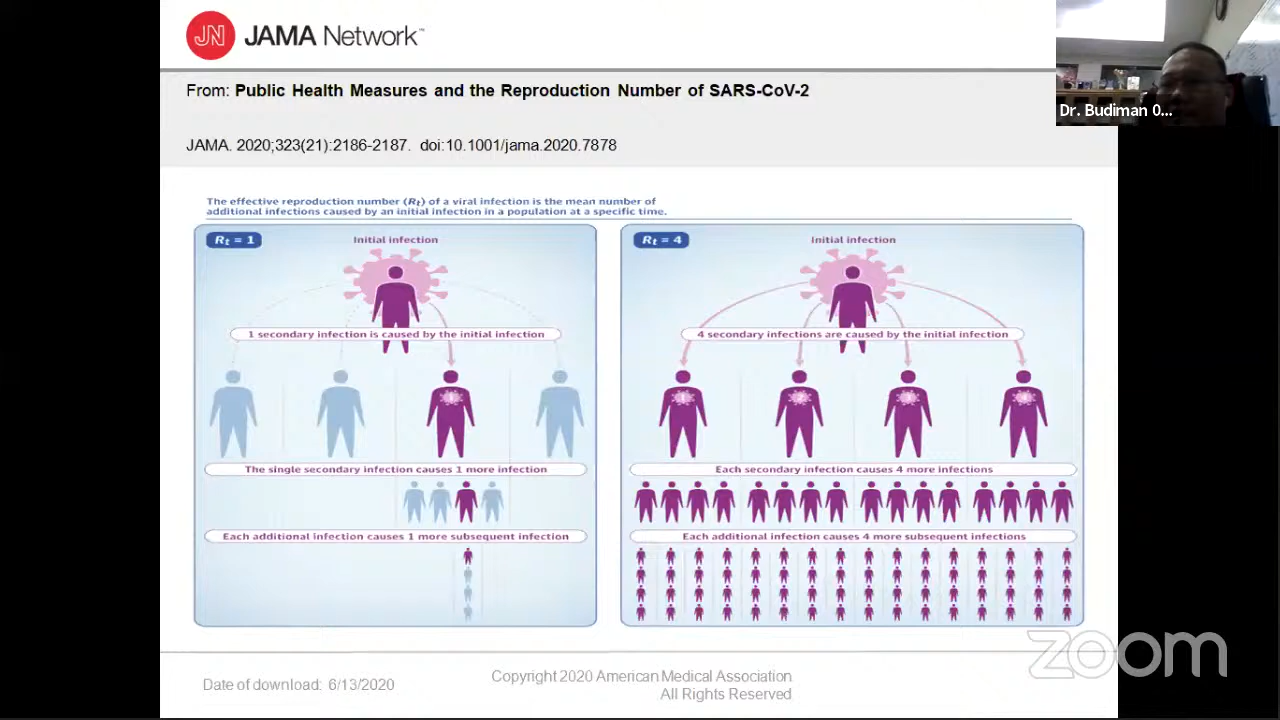 JN JAMA Network™
From: Public Health Measures and the Reproduction Number of SARS-CoV-2
JAMA. 2020;323(21):2186-2187. doi:10.1001/jama.2020.7878
Dr. Budiman 0...
The effective reproduction number (Rt) of a viral infection is the mean number of
additional infections caused by an initial infection in a population at a specific time.
Rt = 1
Initial infection
1 secondary infection is caused by the initial infection
The single secondary infection causes 1 more infection
Each additional infection causes 1 more subsequent infection
Rt = 4
Initial infection
4 secondary infections are caused by the initial infection
Each secondary infection causes 4 more infections
Each additional infection causes 4 more subsequent infections
zoom
Date of download: 6/13/2020
Copyright 2020 American Medical Association.
All Rights Reserved